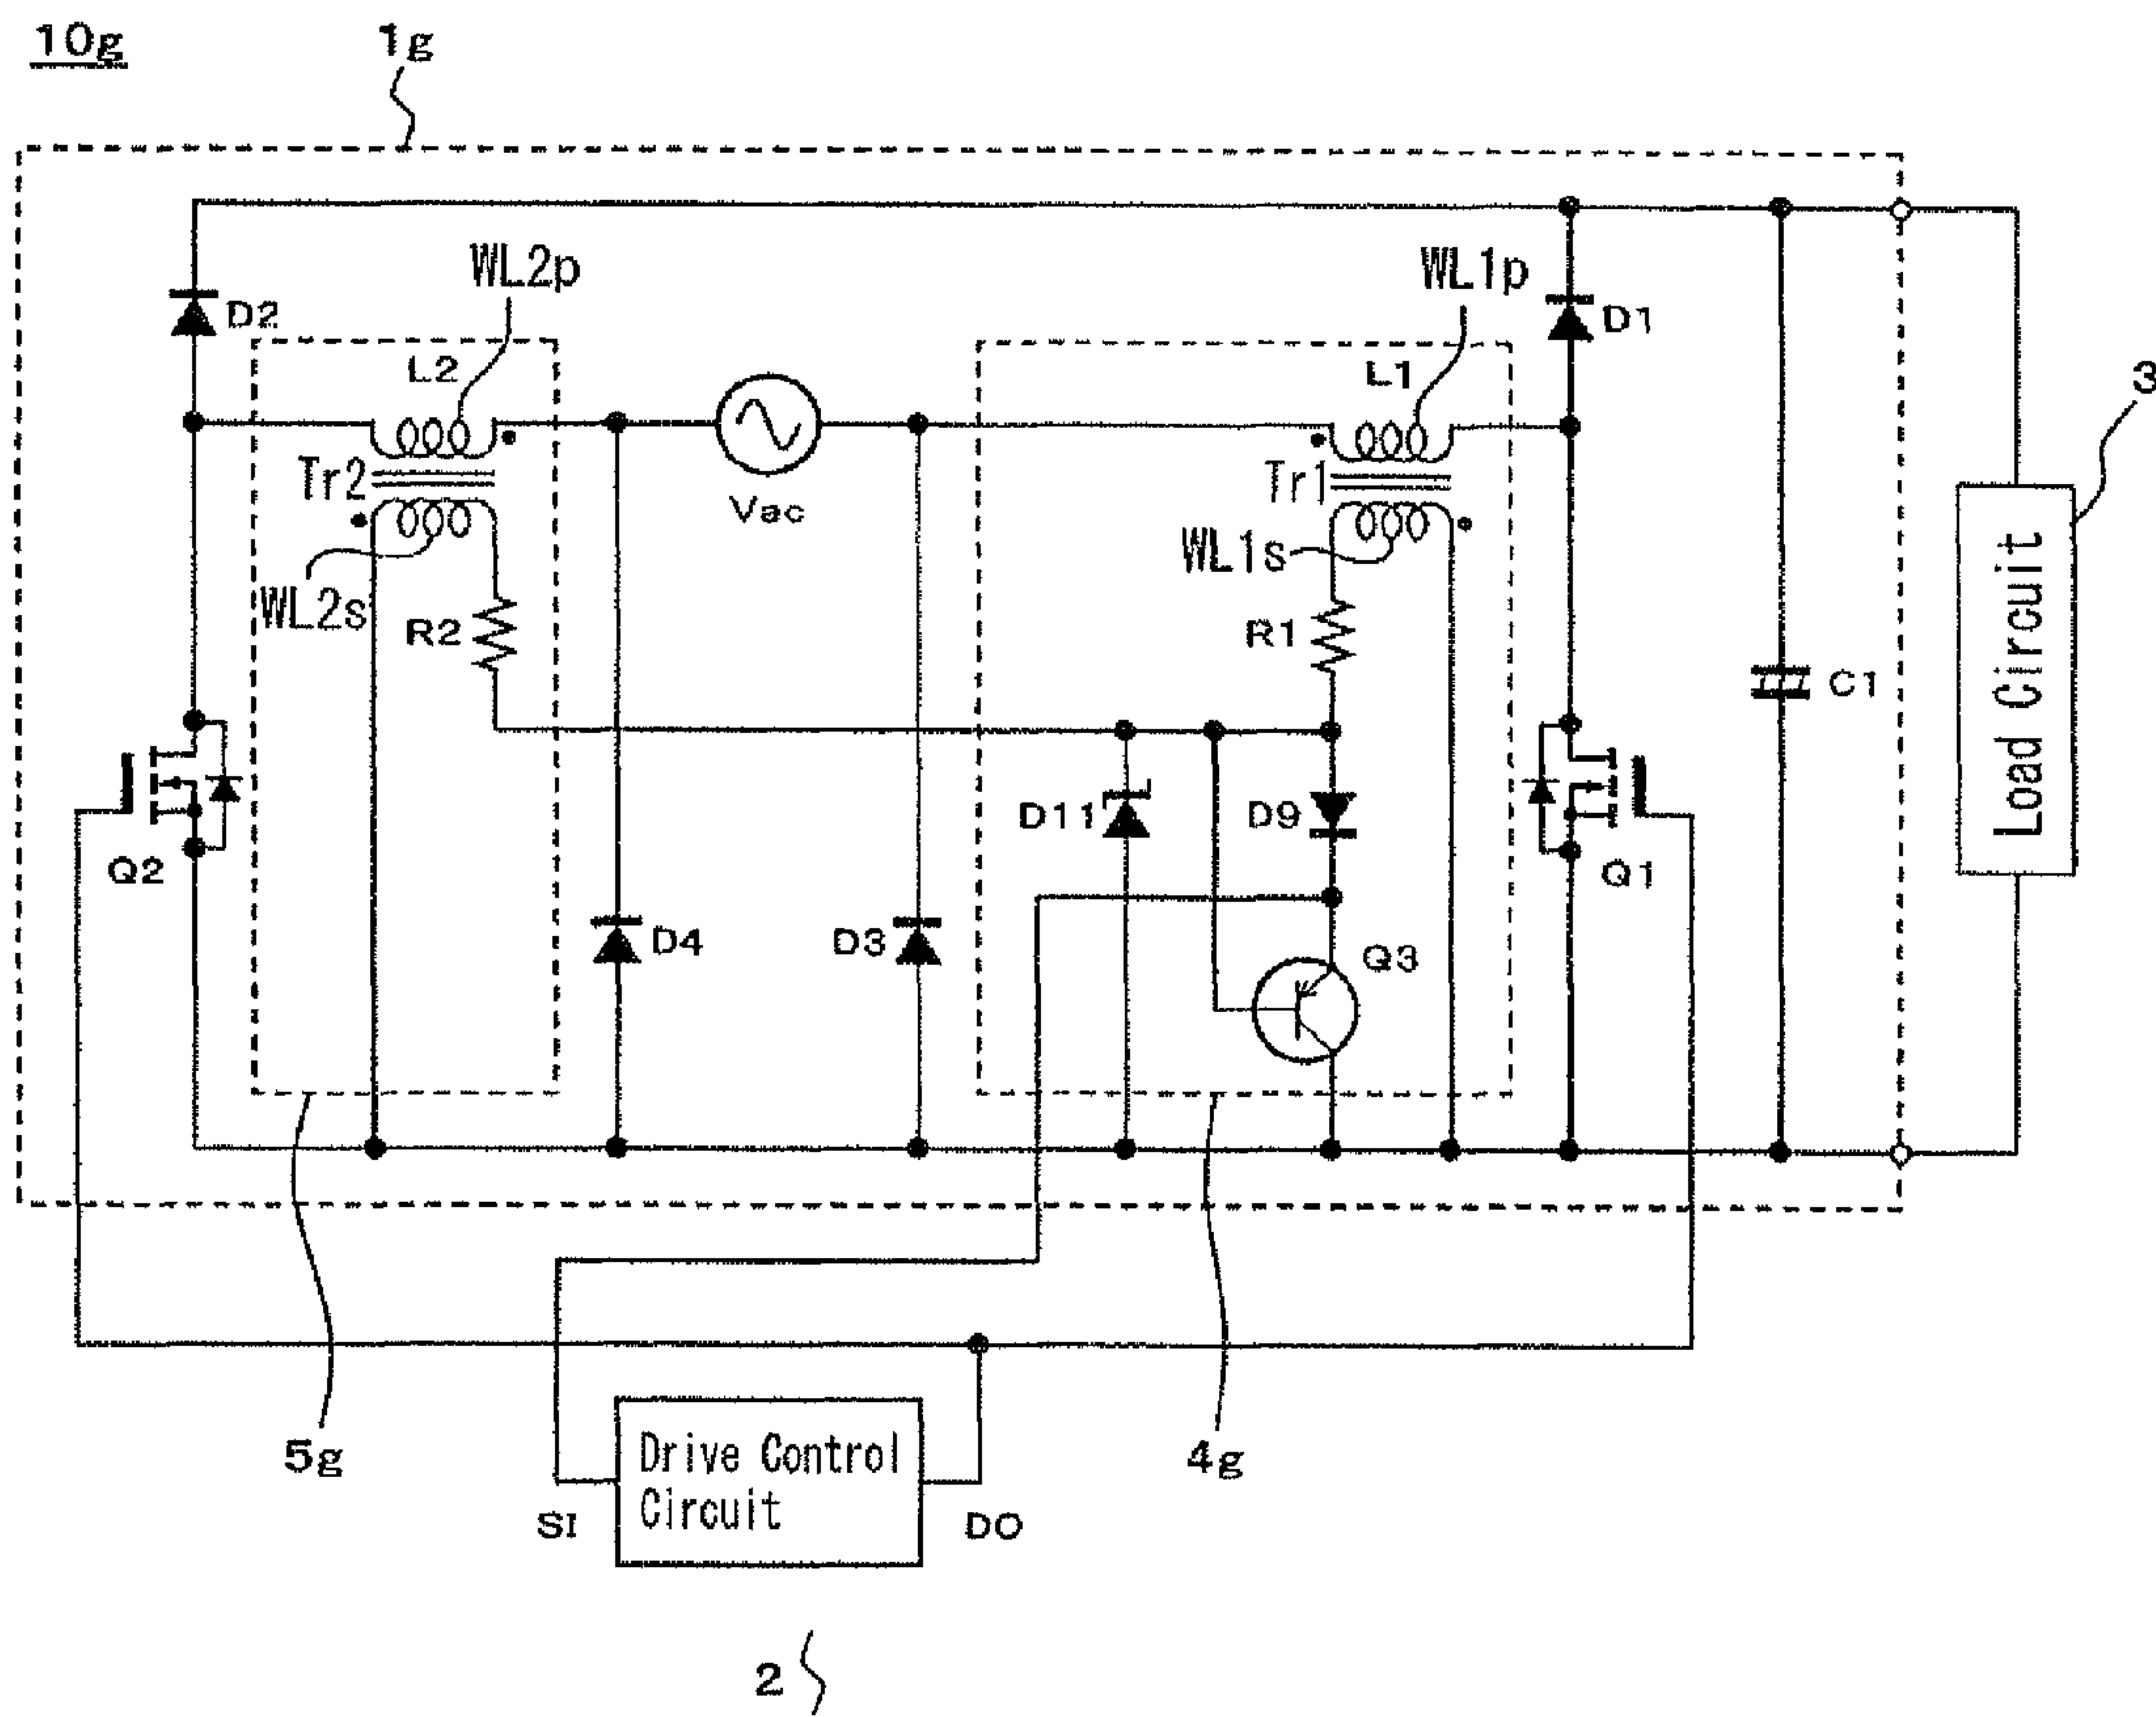 10g
1g
WL2p
WL1p
D2
D1
L2
L1
3
Tr2
Tr1
Vac
WL1s
WL2s
R2
R1
C1
Load Circuit
D11
D9
Q2
Q1
D4
D3
Q3
5g
4g
Drive Control
Circuit
SI
DO
2